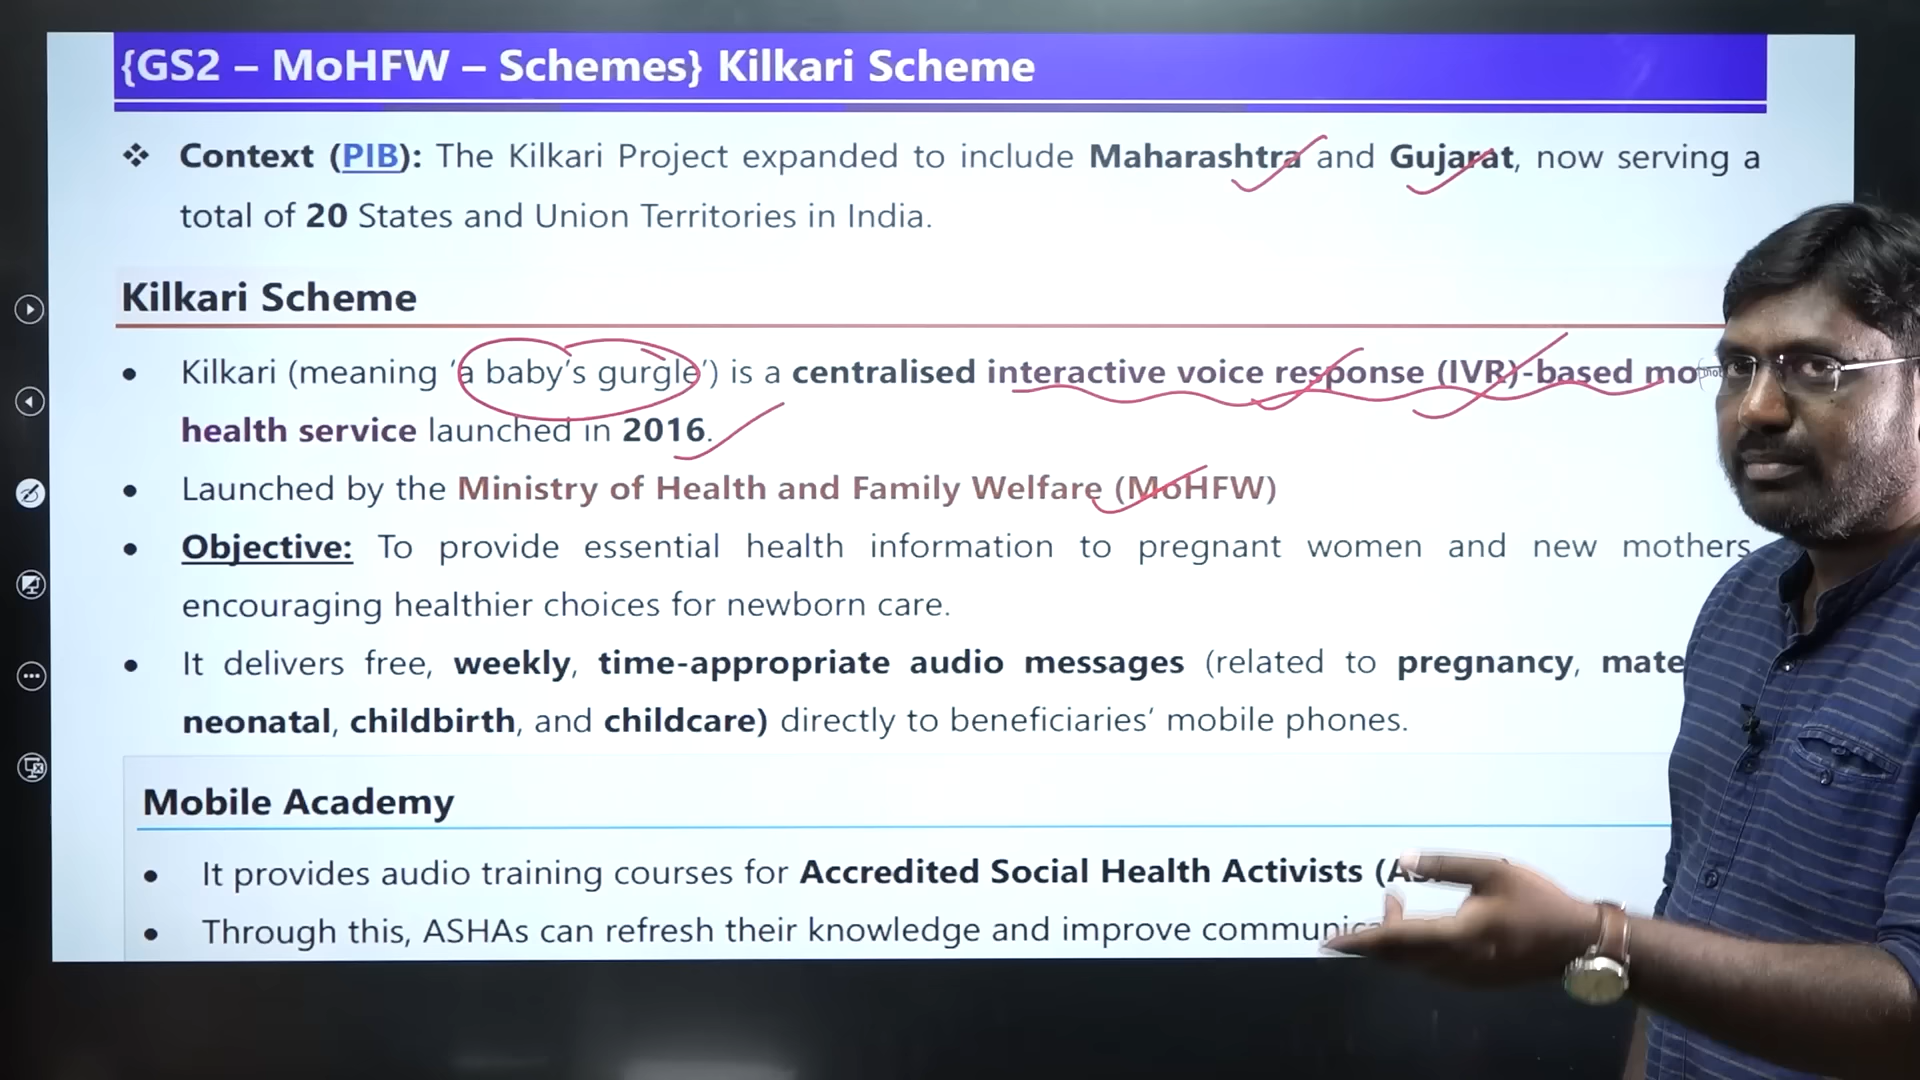 {GS2 – MoHFW – Schemes} Kilkari Scheme
❖ Context (PIB): The Kilkari Project expanded to include Maharashtra and Gujarat, now serving a
total of 20 States and Union Territories in India.
Kilkari Scheme
• Kilkari (meaning ‘a baby’s gurgle’) is a centralised interactive voice response (IVR)-based
health service launched in 2016.
• Launched by the Ministry of Health and Family Welfare (MoHFW)
• Objective: To provide essential health information to pregnant women and new mothers
encouraging healthier choices for newborn care.
• It delivers free, weekly, time-appropriate audio messages (related to pregnancy,
neonatal, childbirth, and childcare) directly to beneficiaries’ mobile phones.
Mobile Academy
• It provides audio training courses for Accredited Social Health Activists
• Through this, ASHAs can refresh their knowledge and improve